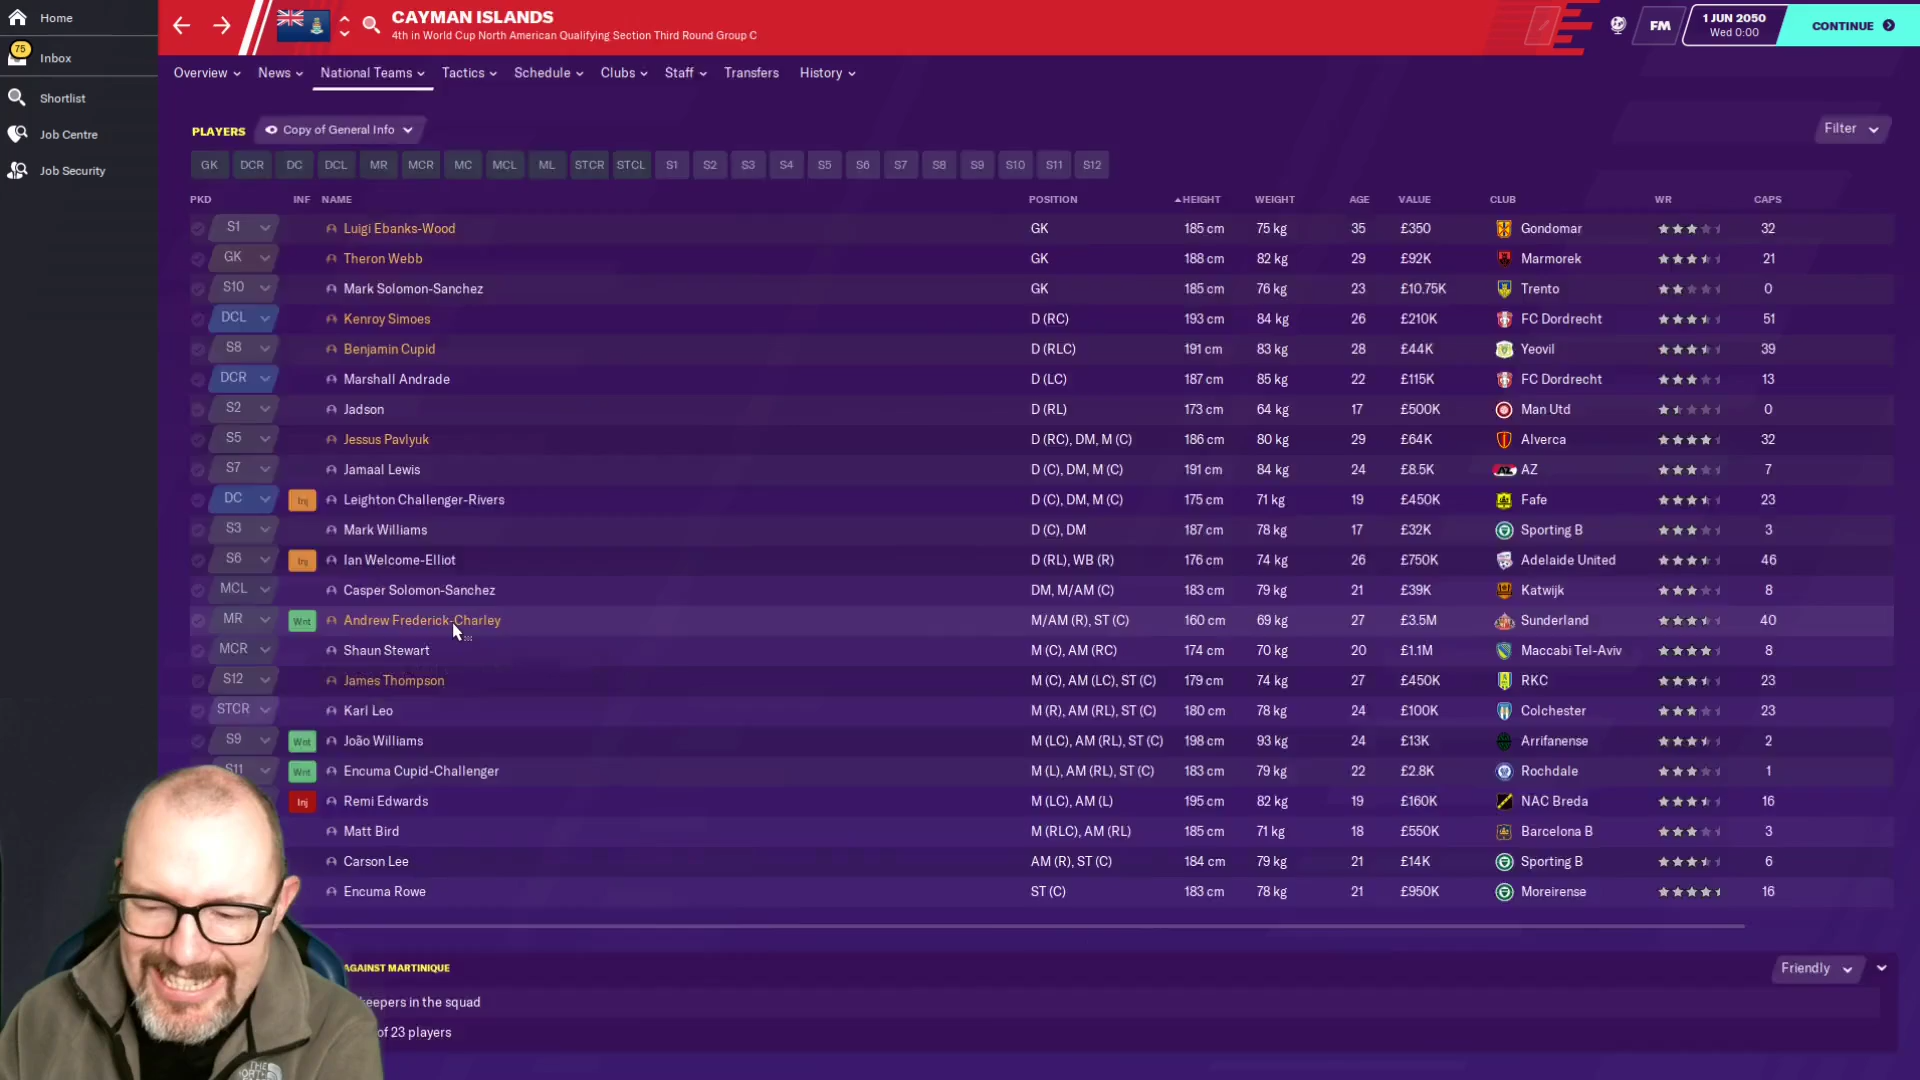 Home
75
Inbox
Shortlist
Job Centre
Job Security
CAYMAN ISLANDS
4th in World Cup North American Qualifying Section Third Round Group C
FM
1 JUN 2050
Wed 0:00
CONTINUE
Overview News National Teams Tactics Schedule Clubs Staff Transfers History
PLAYERS Copy of General Info Filter
GK DCR DC DCL MR MCR MC MCL ML STCR STCL S1 S2 S3 S4 S5 S6 S7 S8 S9 S10 S11 S12
PKD INF NAME POSITION HEIGHT WEIGHT AGE VALUE CLUB WR CAPS
S1 Luigi Ebanks-Wood GK 185 cm 75 kg 35 £350 Gondomar 32
GK Theron Webb GK 188 cm 82 kg 29 £92K Marmorek 21
S10 Mark Solomon-Sanchez GK 185 cm 76 kg 23 £10.75K Trento 0
DCL Kenroy Simoes D (RC) 193 cm 84 kg 26 £210K FC Dordrecht 51
S8 Benjamin Cupid D (RLC) 191 cm 83 kg 28 £44K Yeovil 39
DCR Marshall Andrade D (LC) 187 cm 85 kg 22 £115K FC Dordrecht 13
S2 Jadson D (RL) 173 cm 64 kg 17 £500K Man Utd 0
S5 Jessus Pavlyuk D (RC), DM, M (C) 186 cm 80 kg 29 £64K Alverca 32
S7 Jamaal Lewis D (C), DM, M (C) 191 cm 84 kg 24 £8.5K AZ 7
DC Inj Leighton Challenger-Rivers D (C), DM, M (C) 175 cm 71 kg 19 £450K Fafe 23
S3 Mark Williams D (C), DM 187 cm 78 kg 17 £32K Sporting B 3
S6 Inj Ian Welcome-Elliot D (RL), WB (R) 176 cm 74 kg 26 £750K Adelaide United 46
MCL Casper Solomon-Sanchez DM, M/AM (C) 183 cm 79 kg 21 £39K Katwijk 8
MR Wnt Andrew Frederick-Charley M/AM (R), ST (C) 160 cm 69 kg 27 £3.5M Sunderland 40
MCR Shaun Stewart M (C), AM (RC) 174 cm 70 kg 20 £1.1M Maccabi Tel-Aviv 8
S12 James Thompson M (C), AM (LC), ST (C) 179 cm 74 kg 27 £450K RKC 23
STCR Karl Leo M (R), AM (RL), ST (C) 180 cm 78 kg 24 £100K Colchester 23
S9 Wnt João Williams M (LC), AM (RL), ST (C) 198 cm 93 kg 24 £13K Arrifanense 2
S11 Wnt Encuma Cupid-Challenger M (L), AM (RL), ST (C) 183 cm 79 kg 22 £2.8K Rochdale 1
Inj Remi Edwards M (LC), AM (L) 195 cm 82 kg 19 £160K NAC Breda 16
Matt Bird M (RLC), AM (RL) 185 cm 71 kg 18 £550K Barcelona B 3
Carson Lee AM (R), ST (C) 184 cm 79 kg 21 £14K Sporting B 6
Encuma Rowe ST (C) 183 cm 78 kg 21 £950K Moreirense 16
AGAINST MARTINIQUE Friendly
keepers in the squad
of 23 players
THE